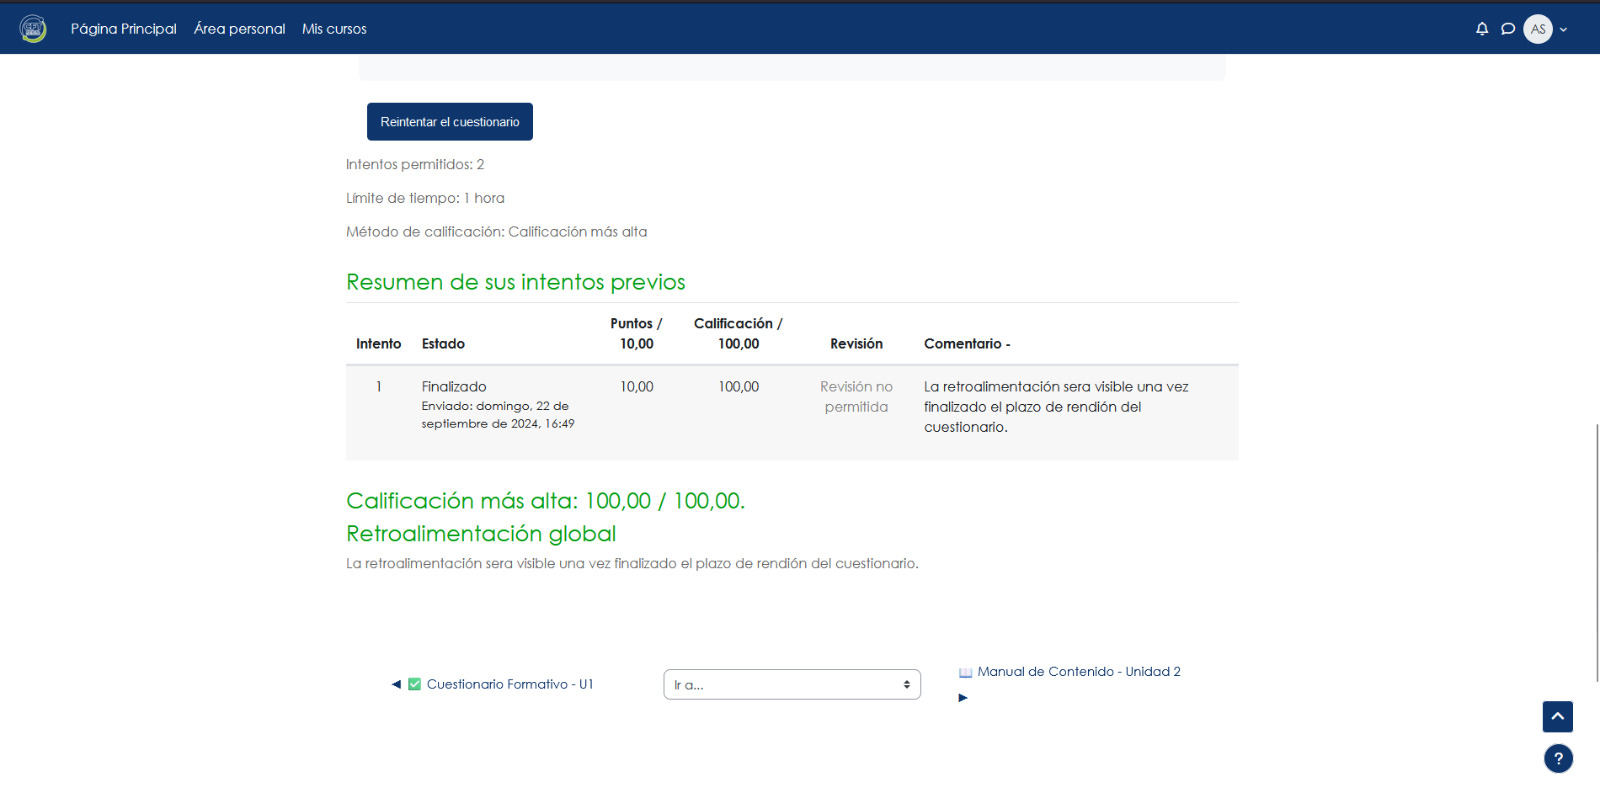 Página Principal Área personal Mis cursos
AS
Reintentar el cuestionario
Intentos permitidos: 2
Límite de tiempo: 1 hora
Método de calificación: Calificación más alta
Resumen de sus intentos previos
Intento Estado Puntos / 10,00 Calificación / 100,00 Revisión Comentario -
1 Finalizado 10,00 100,00 Revisión no La retroalimentación sera visible una vez
Enviado: domingo, 22 de permitida finalizado el plazo de rendión del
septiembre de 2024, 16:49 cuestionario.
Calificación más alta: 100,00 / 100,00.
Retroalimentación global
La retroalimentación sera visible una vez finalizado el plazo de rendión del cuestionario.
◀ ✅ Cuestionario Formativo - U1
Ir a...
📖 Manual de Contenido - Unidad 2
▶
?